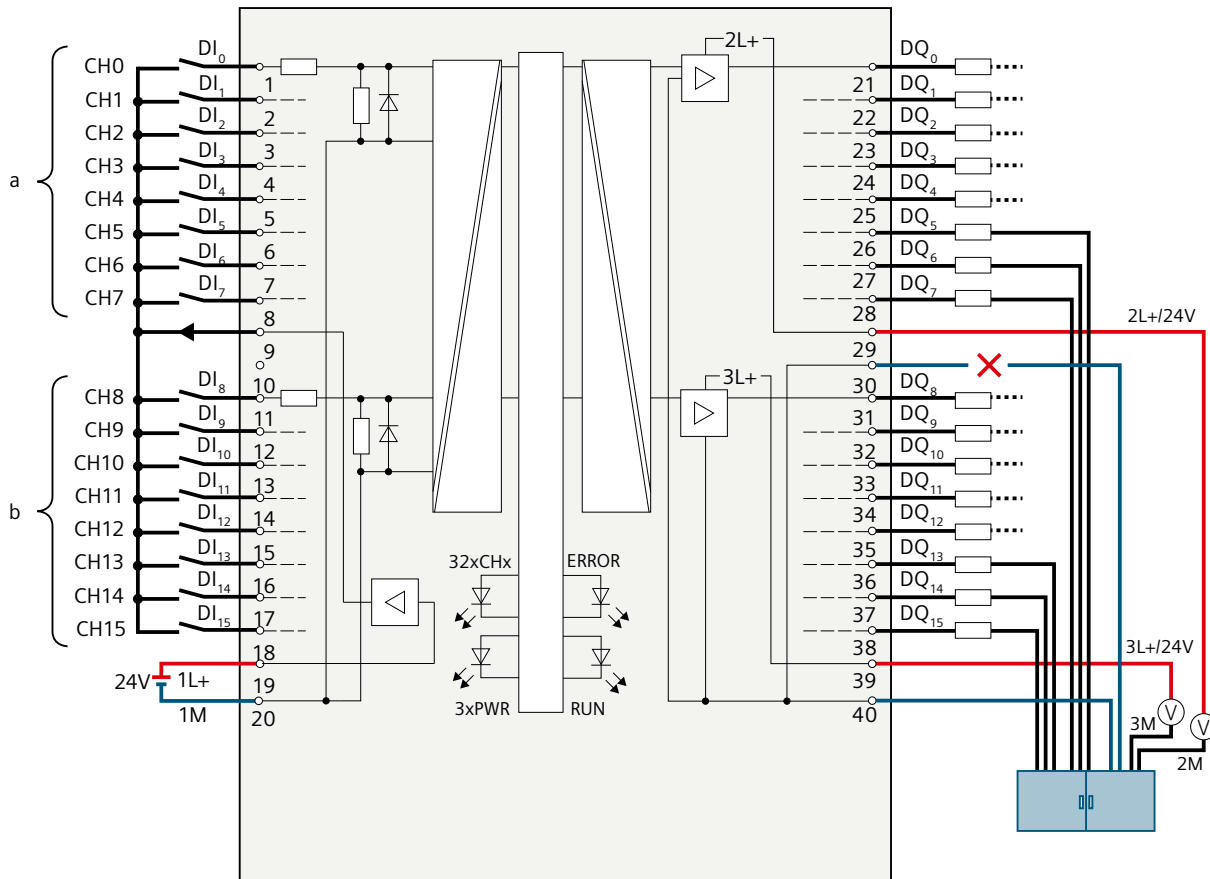 a
CH0
CH1
CH2
CH3
CH4
CH5
CH6
CH7
DI0
DI1
DI2
DI3
DI4
DI5
DI6
DI7
1
2
3
4
5
6
7
8
9
10
b
CH8
CH9
CH10
CH11
CH12
CH13
CH14
CH15
DI8
DI9
DI10
DI11
DI12
DI13
DI14
DI15
11
12
13
14
15
16
17
18
19
20
24V
1L+
1M
32xCHx
ERROR
3xPWR
RUN
2L+
3L+
21
22
23
24
25
26
27
28
29
30
DQ0
DQ1
DQ2
DQ3
DQ4
DQ5
DQ6
DQ7
2L+/24V
31
32
33
34
35
36
37
38
39
40
DQ8
DQ9
DQ10
DQ11
DQ12
DQ13
DQ14
DQ15
3L+/24V
V
V
3M
2M